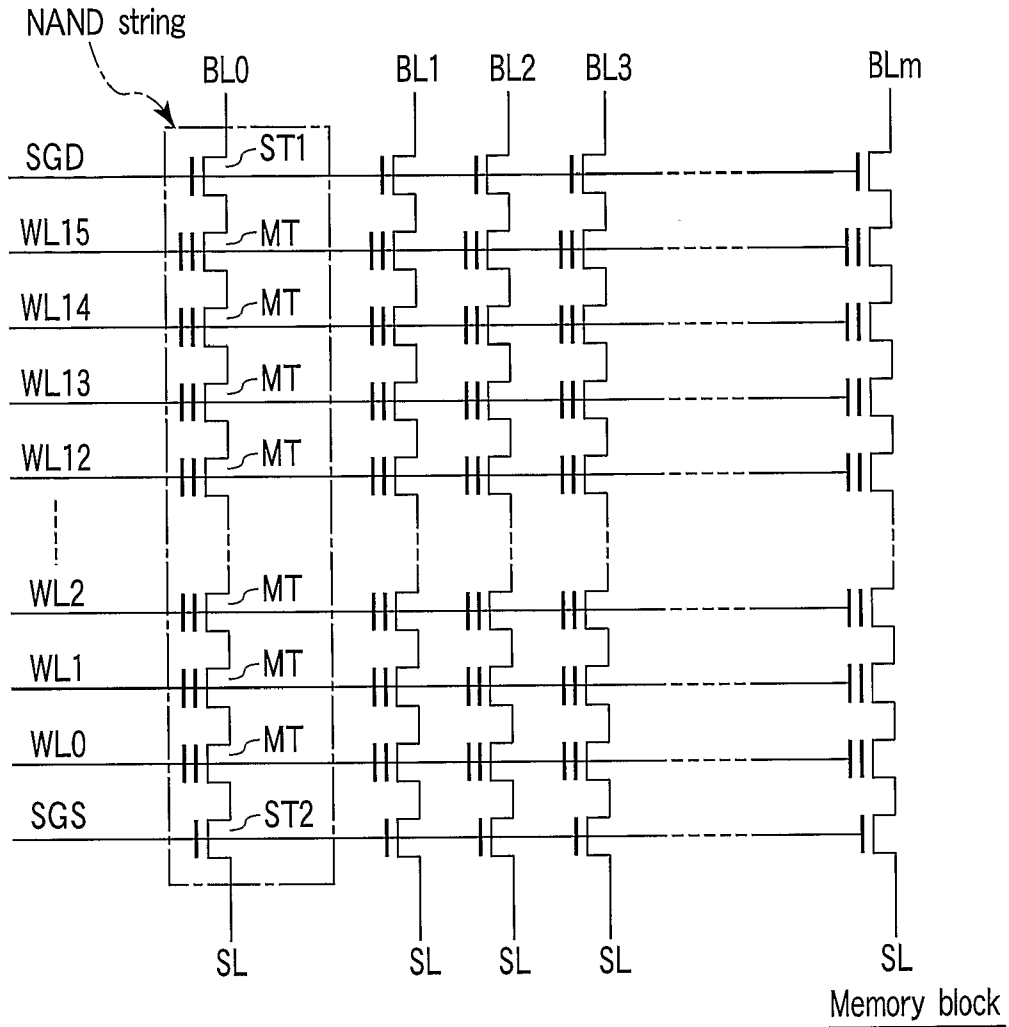 NAND string
BL0 BL1 BL2 BL3 BLm
SGD ST1
WL15 MT
WL14 MT
WL13 MT
WL12 MT
WL2 MT
WL1 MT
WL0 MT
SGS ST2
SL SL SL SL SL
Memory block